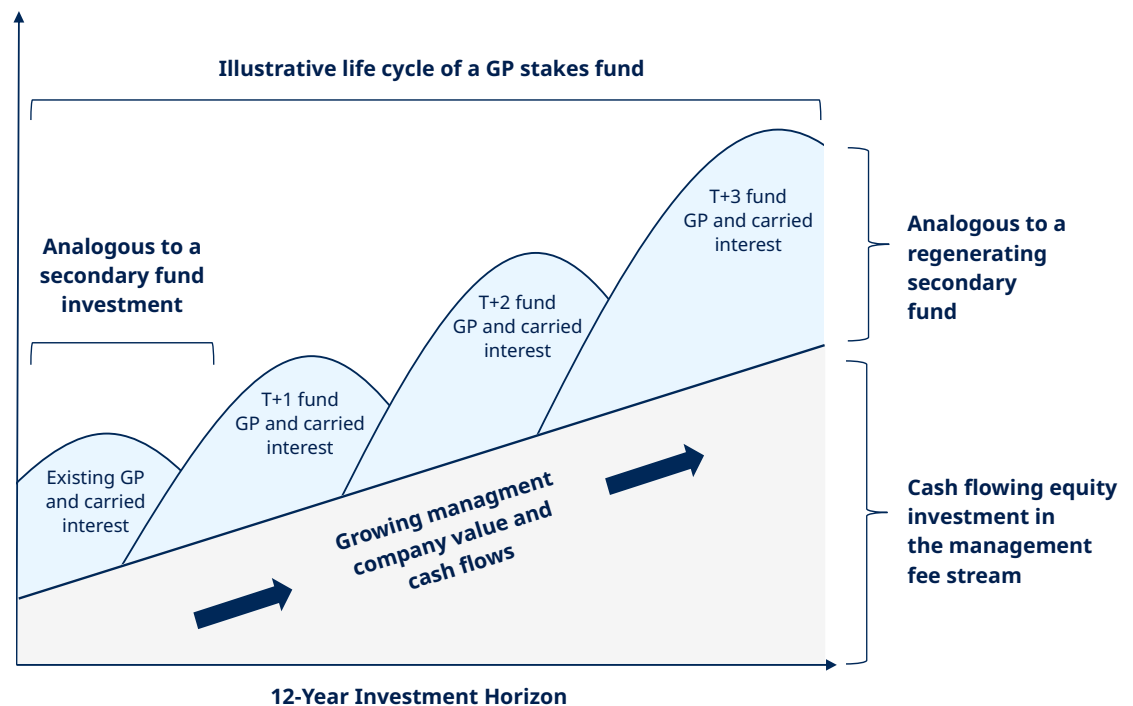 Illustrative life cycle of a GP stakes fund
Analogous to a
secondary fund
investment
Existing GP
and carried
interest
T+1 fund
GP and carried
interest
T+2 fund
GP and carried
interest
T+3 fund
GP and carried
interest
Analogous to a
regenerating
secondary
fund
Growing managment
company value and
cash flows
Cash flowing equity
investment in
the management
fee stream
12-Year Investment Horizon